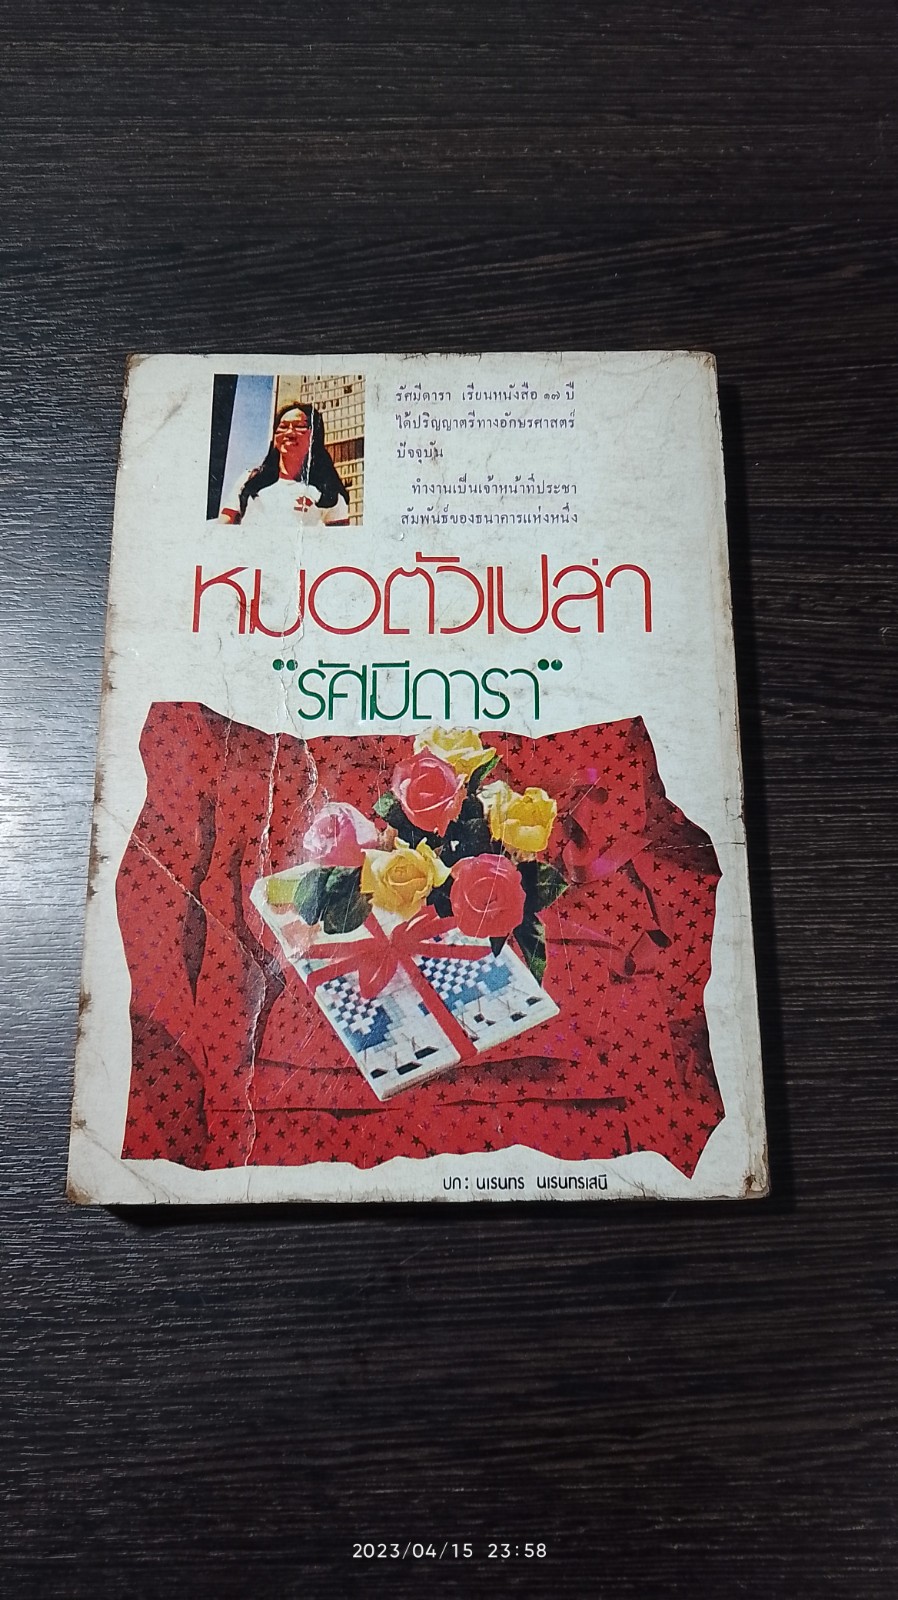 รัศมีดารา เรียนหนังสือ ๑๗ ปี
ได้ปริญญาตรีทางอักษรศาสตร์
ปัจจุบัน
ทำงานเป็นเจ้าหน้าที่ประชา
สัมพันธ์ของธนาคารแห่งหนึ่ง
หมอตัวเปล่า
"รัศมีดารา"
ปก : นเรนทร นเรนทรเสนี
2023/04/15 23:58